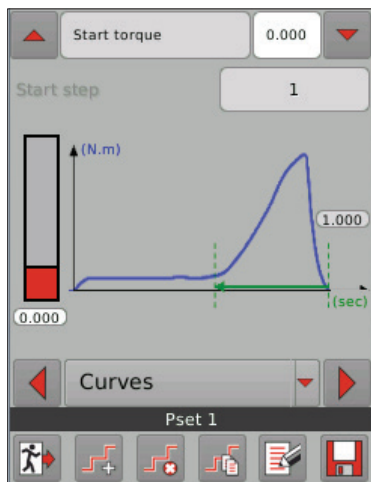 Start torque 0.000
Start step 1
(N.m)
1.000
(sec)
0.000
Curves
Pset 1